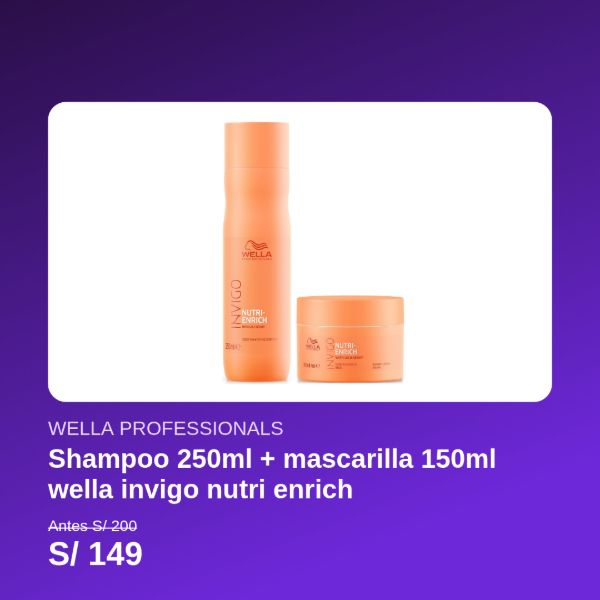 WELLA
INVIGO
NUTRI-
ENRICH
WELLA
INVIGO
NUTRI-
ENRICH
WELLA PROFESSIONALS
Shampoo 250ml + mascarilla 150ml
wella invigo nutri enrich
Antes S/ 200
S/ 149